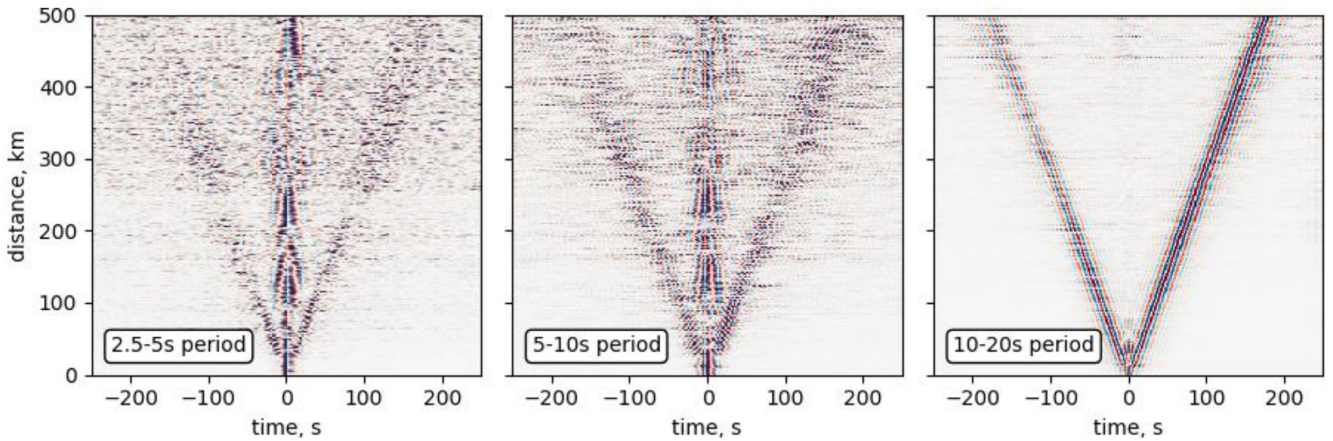 500
400
300
200
100
0
distance, km
2.5-5s period
5-10s period
10-20s period
−200 −100 0 100 200
−200 −100 0 100 200
−200 −100 0 100 200
time, s
time, s
time, s